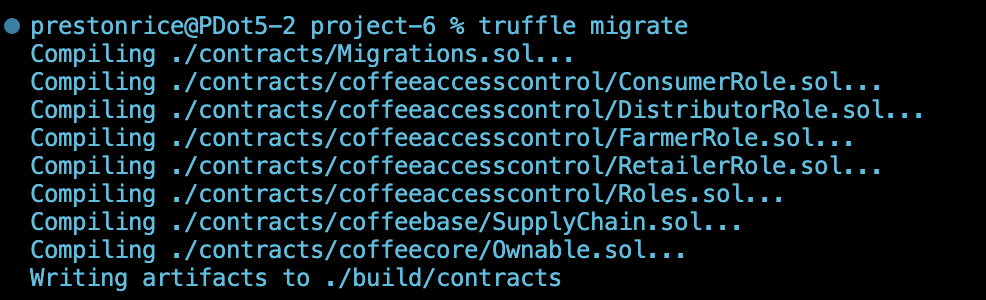 prestonrice@PDot5-2 project-6 % truffle migrate
Compiling ./contracts/Migrations.sol...
Compiling ./contracts/coffeeaccesscontrol/ConsumerRole.sol...
Compiling ./contracts/coffeeaccesscontrol/DistributorRole.sol...
Compiling ./contracts/coffeeaccesscontrol/FarmerRole.sol...
Compiling ./contracts/coffeeaccesscontrol/RetailerRole.sol...
Compiling ./contracts/coffeeaccesscontrol/Roles.sol...
Compiling ./contracts/coffeebase/SupplyChain.sol...
Compiling ./contracts/coffeecore/Ownable.sol...
Writing artifacts to ./build/contracts